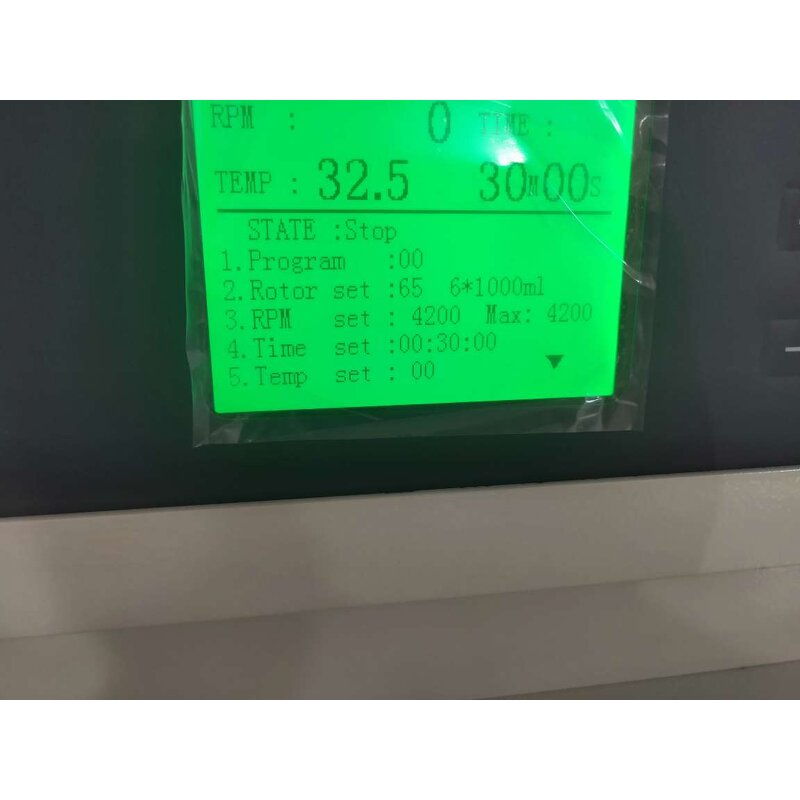 RPM : 0 TIME :
TEMP : 32.5 30M00S
STATE :Stop
1.Program :00
2.Rotor set :65 6*1000ml
3.RPM set : 4200 Max: 4200
4.Time set :00:30:00
5.Temp set : 00